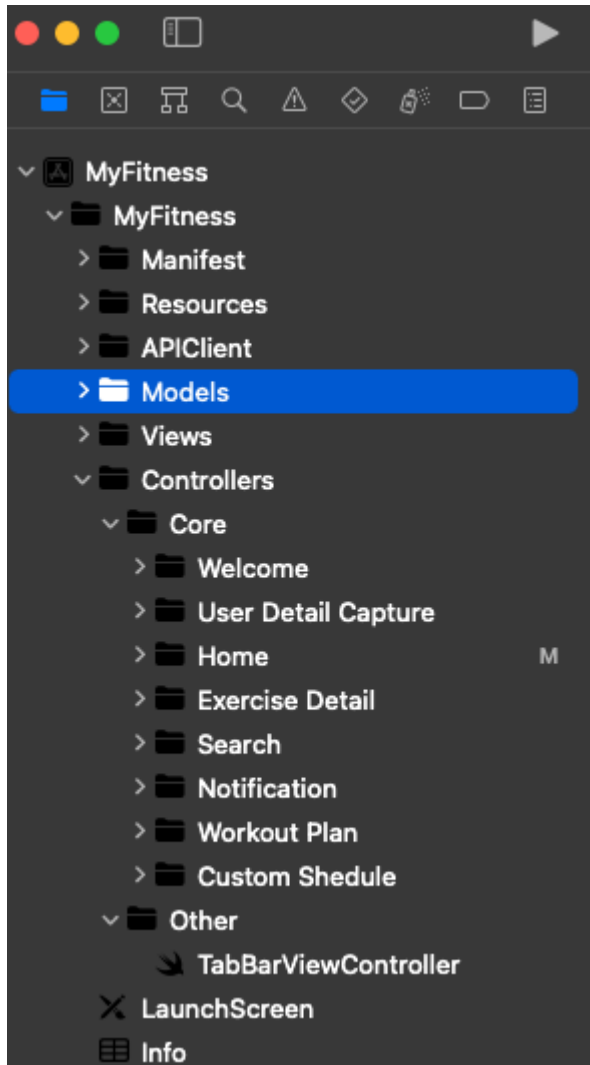 MyFitness
MyFitness
Manifest
Resources
APIClient
Models
Views
Controllers
Core
Welcome
User Detail Capture
Home M
Exercise Detail
Search
Notification
Workout Plan
Custom Shedule
Other
TabBarViewController
LaunchScreen
Info